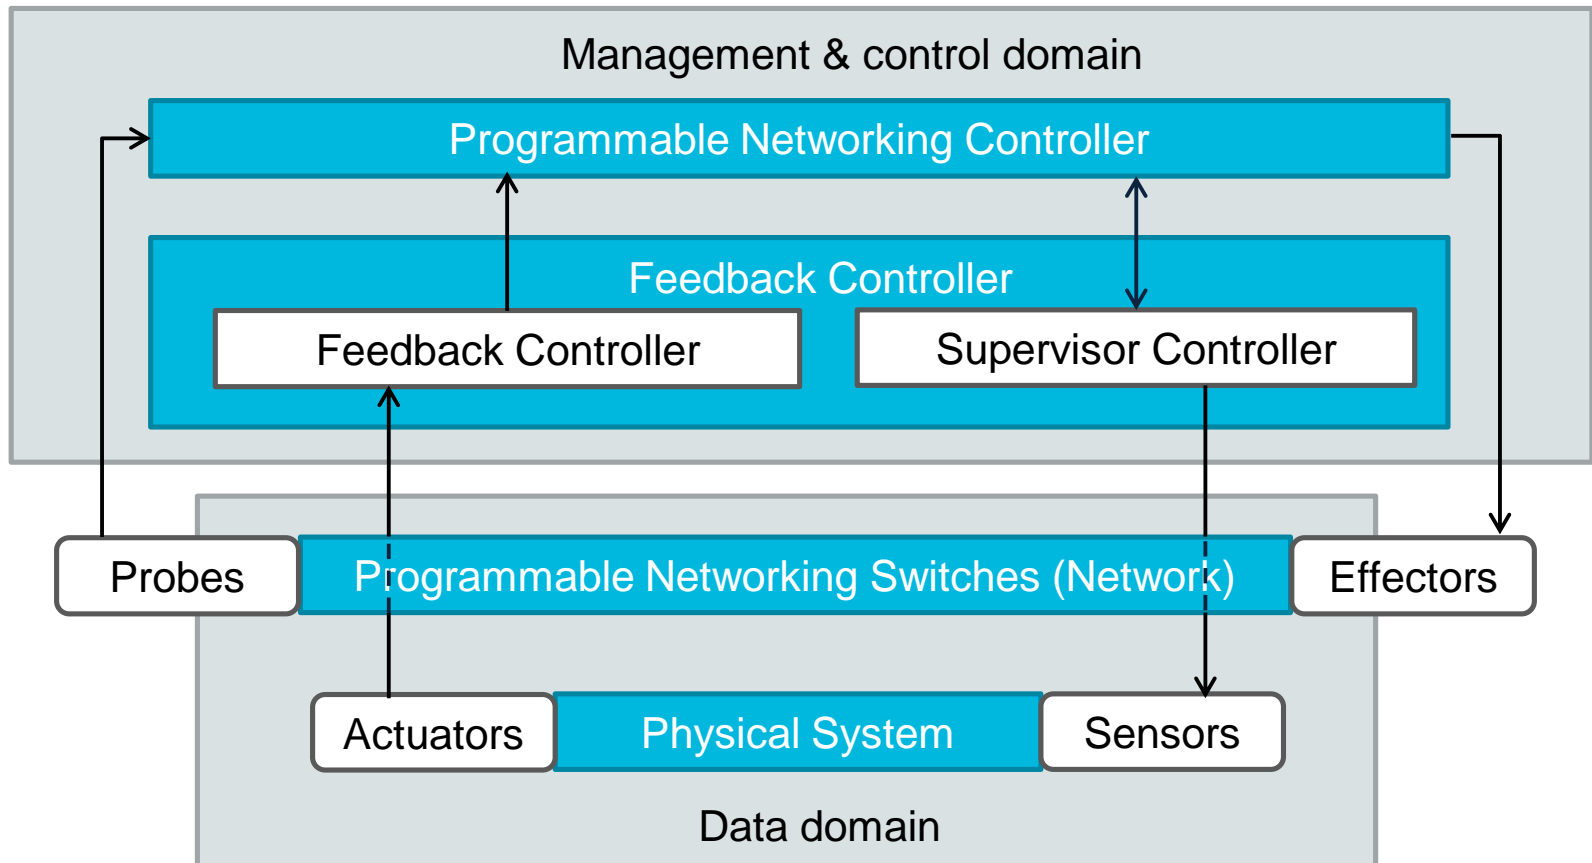 Management & control domain
Programmable Networking Controller
Feedback Controller
Feedback Controller
Supervisor Controller
Probes
Programmable Networking Switches (Network)
Effectors
Actuators
Physical System
Sensors
Data domain